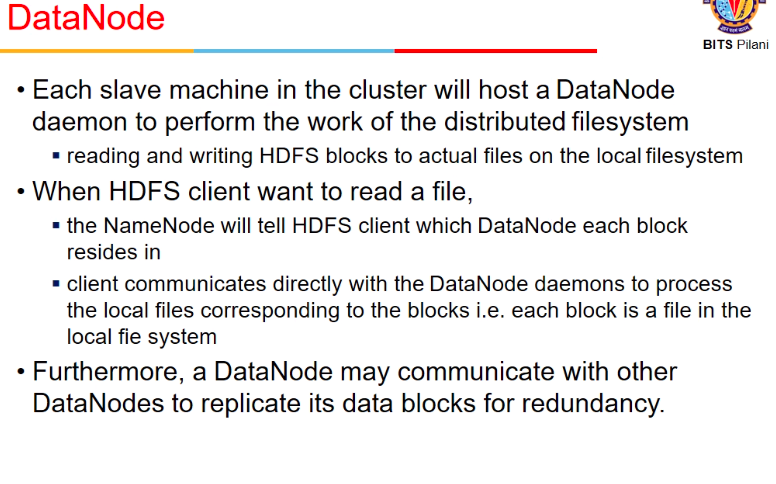 DataNode
BITS Pilani
• Each slave machine in the cluster will host a DataNode
daemon to perform the work of the distributed filesystem
▪ reading and writing HDFS blocks to actual files on the local filesystem
• When HDFS client want to read a file,
▪ the NameNode will tell HDFS client which DataNode each block
resides in
▪ client communicates directly with the DataNode daemons to process
the local files corresponding to the blocks i.e. each block is a file in the
local fie system
• Furthermore, a DataNode may communicate with other
DataNodes to replicate its data blocks for redundancy.